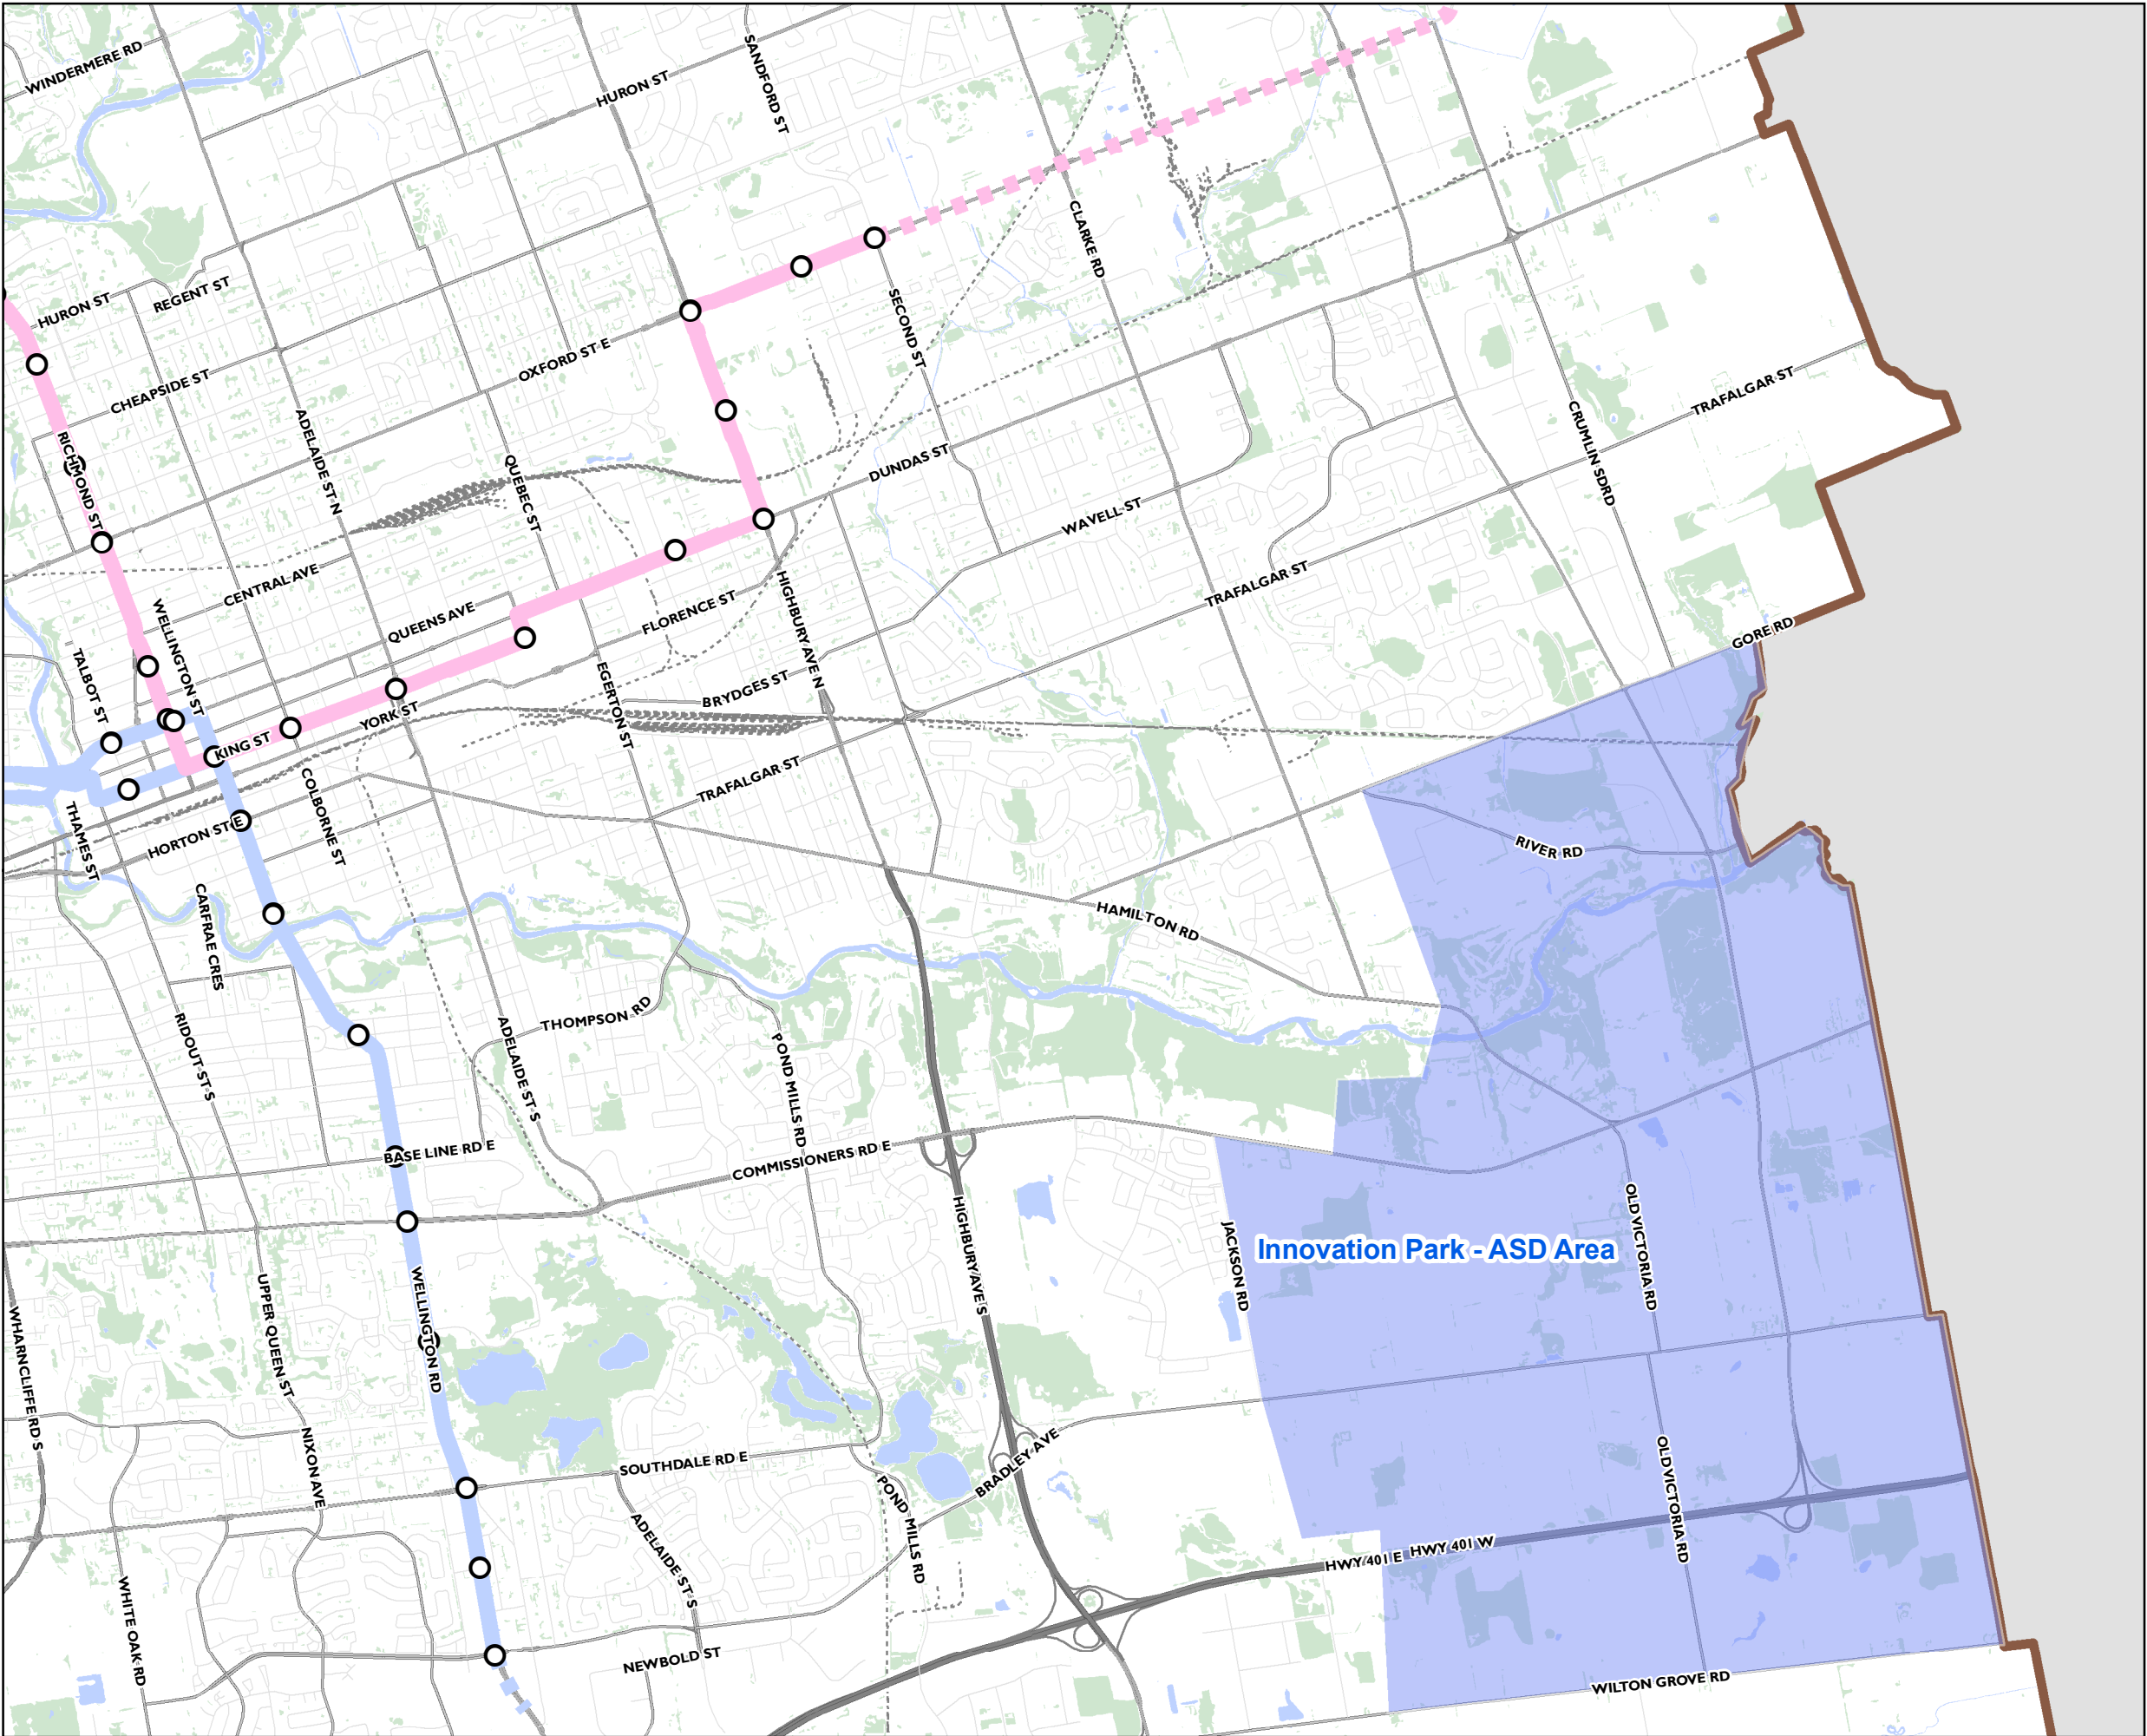 WINDERMERE RD
SANDFORD ST
HURON ST
CLARKE RD
REGENT ST
HURON ST
SECOND ST
OXFORD ST E
CHEAPSIDE ST
TRAFALGAR ST
CRUMLIN SDRD
ADELAIDE ST N
RICHMOND ST
QUEBEC ST
DUNDAS ST
WAVELL ST
CENTRAL AVE
TRAFALGAR ST
WELLINGTON ST
QUEENS AVE
FLORENCE ST
HIGHBURY AVE N
GORE RD
TALBOT ST
EGERTON ST
BRYDGES ST
YORK ST
KING ST
TRAFALGAR ST
COLBORNE ST
THAMES ST
HORTON ST E
RIVER RD
CARFRAE CRES
HAMILTON RD
THOMPSON RD
RIDOUT ST S
ADELAIDE ST S
POND MILLS RD
BASE LINE RD E
COMMISSIONERS RD E
OLD VICTORIA RD
HIGHBURY AVE S
JACKSON RD
Innovation Park - ASD Area
UPPER QUEEN ST
WELLINGTON RD
WHARNCLIFFE RD S
NIXON AVE
SOUTHDALE RD E
BRADLEY AVE
OLD VICTORIA RD
POND MILLS RD
ADELAIDE ST S
HWY 401 E
HWY 401 W
WHITE OAK RD
NEWBOLD ST
WILTON GROVE RD